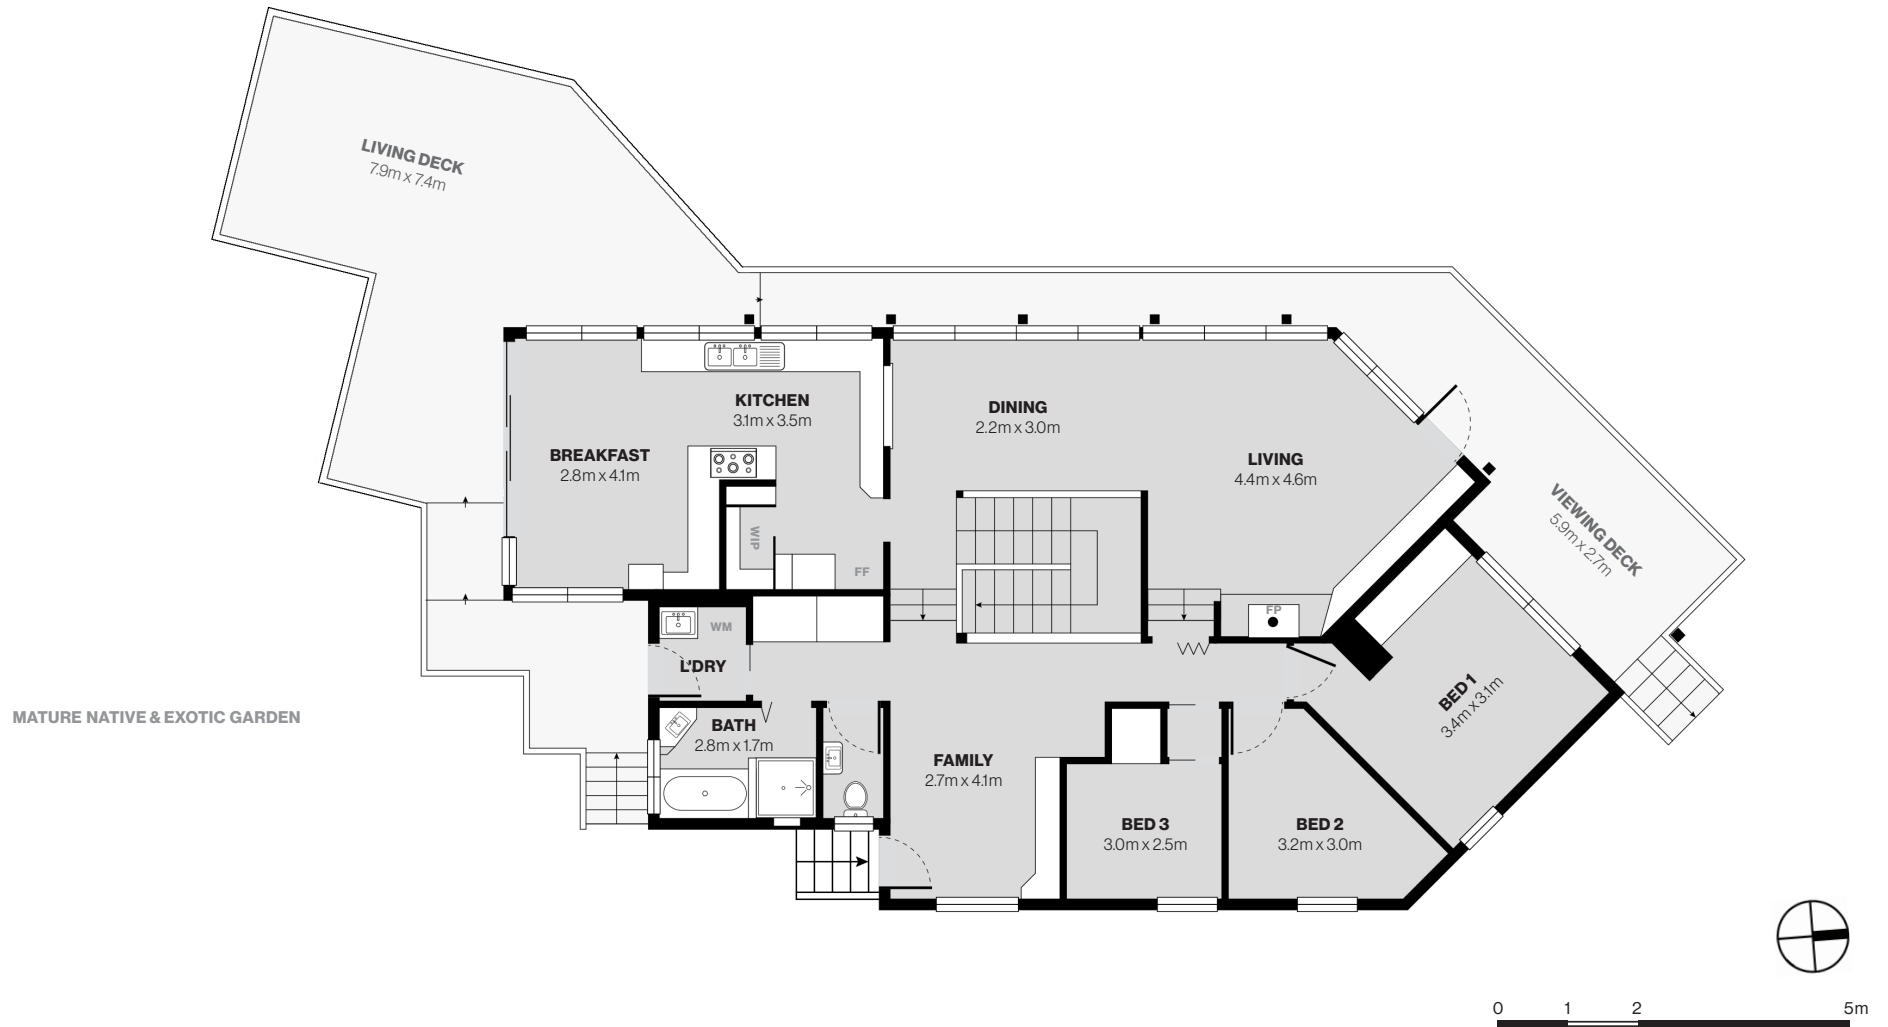 LIVING DECK
7.9m x 7.4m
KITCHEN
3.1m x 3.5m
DINING
2.2m x 3.0m
BREAKFAST
2.8m x 4.1m
LIVING
4.4m x 4.6m
VIEWING DECK
5.9m x 2.7m
WIP
FF
FP
WM
L'DRY
BED 1
3.4m x 3.1m
MATURE NATIVE & EXOTIC GARDEN
BATH
2.8m x 1.7m
FAMILY
2.7m x 4.1m
BED 3
3.0m x 2.5m
BED 2
3.2m x 3.0m
0 1 2 5m